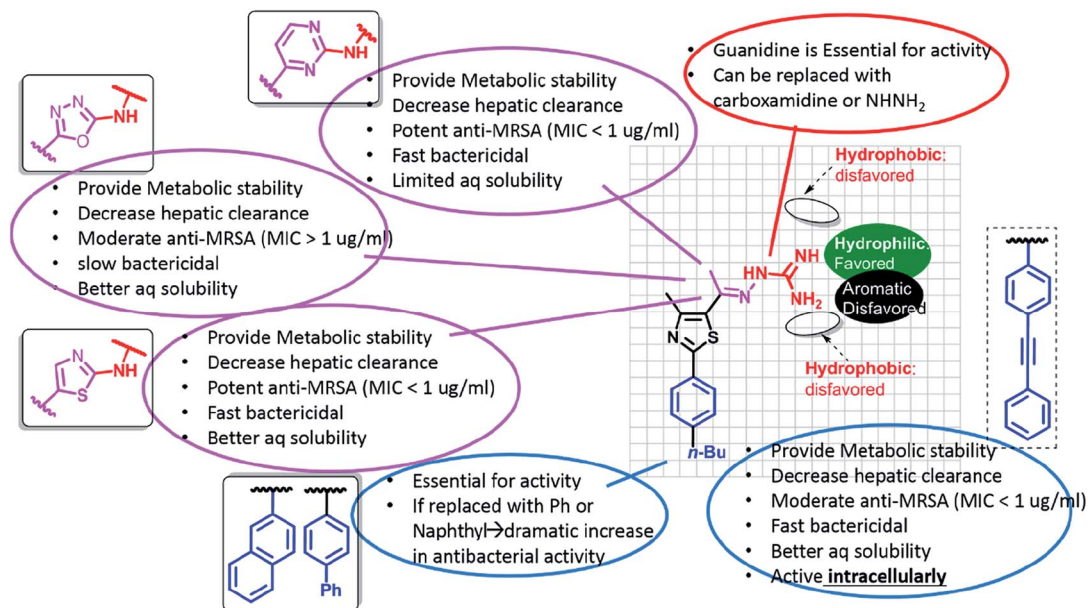 N
N
NH
• Provide Metabolic stability
• Decrease hepatic clearance
• Potent anti-MRSA (MIC < 1 ug/ml)
• Fast bactericidal
• Limited aq solubility
• Guanidine is Essential for activity
• Can be replaced with
carboxamidine or NHNH₂
N-N
O
NH
• Provide Metabolic stability
• Decrease hepatic clearance
• Moderate anti-MRSA (MIC > 1 ug/ml)
• slow bactericidal
• Better aq solubility
Hydrophobic:
disfavored
Hydrophilic:
Favored
Aromatic
Disfavored
HN
NH
N
NH₂
N
S
Hydrophobic:
disfavored
n-Bu
N
S
NH
• Provide Metabolic stability
• Decrease hepatic clearance
• Potent anti-MRSA (MIC < 1 ug/ml)
• Fast bactericidal
• Better aq solubility
Ph
• Essential for activity
• If replaced with Ph or
Naphthyl→dramatic increase
in antibacterial activity
• Provide Metabolic stability
• Decrease hepatic clearance
• Moderate anti-MRSA (MIC < 1 ug/ml)
• Fast bactericidal
• Better aq solubility
• Active intracellularly